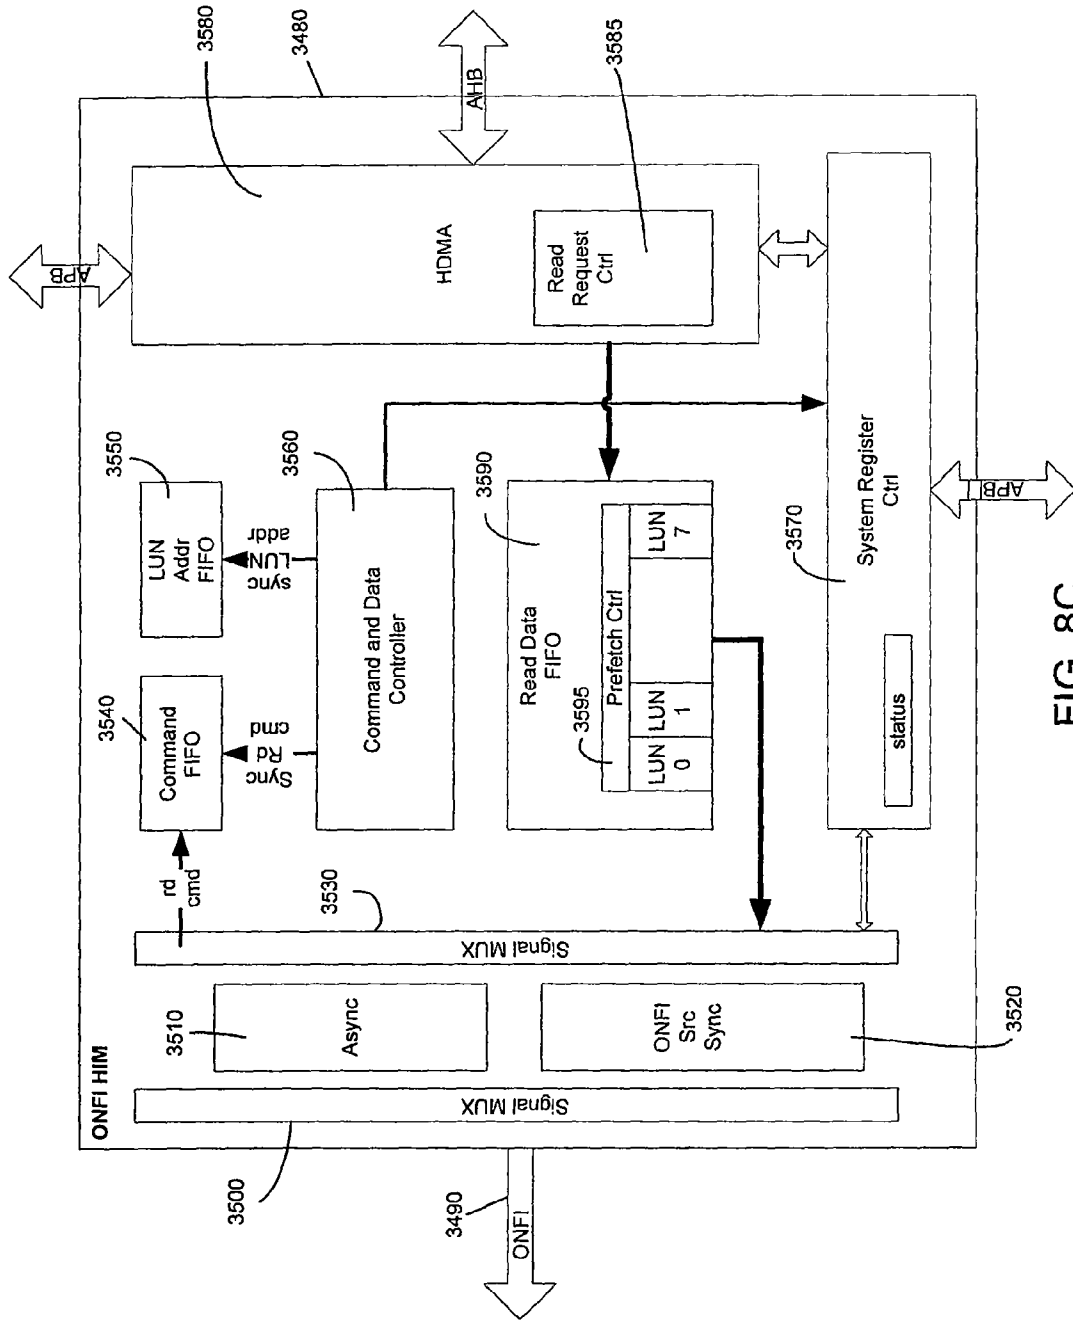 ONFI HIM
3490
ONFI
3500
Signal MUX
3510
Async
ONFI
Src
Sync
3520
Signal MUX
3530
rd
cmd
3540
Command
FIFO
Sync
Rd
cmd
3550
LUN
Addr
FIFO
sync
LUN
addr
3560
Command and Data
Controller
3590
Read Data
FIFO
3595
Prefetch Ctrl
LUN
0
LUN
1
LUN
7
3580
HDMA
3585
Read
Request
Ctrl
APB
3480
AHB
3570
System Register
Ctrl
status
APB
FIG. 8C